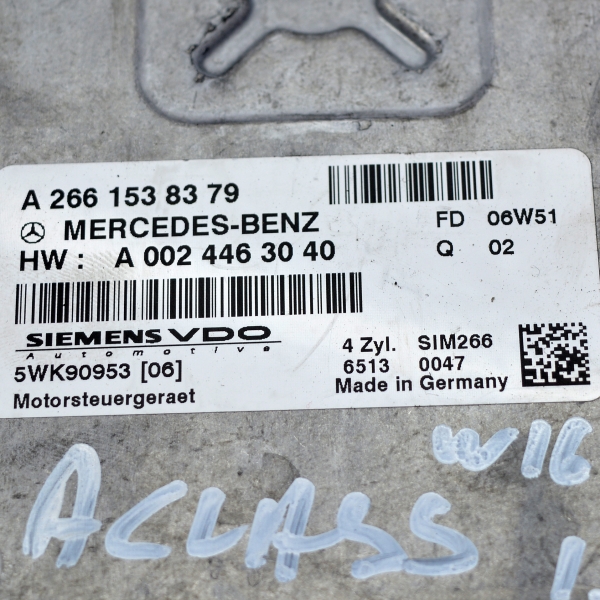 A 266 153 83 79
MERCEDES-BENZ
FD 06W51
HW : A 002 446 30 40
Q 02
SIEMENS VDO
Automotive
4 Zyl. SIM266
5WK90953 [06]
6513 0047
Made in Germany
Motorsteuergeraet
W16
A CLASS